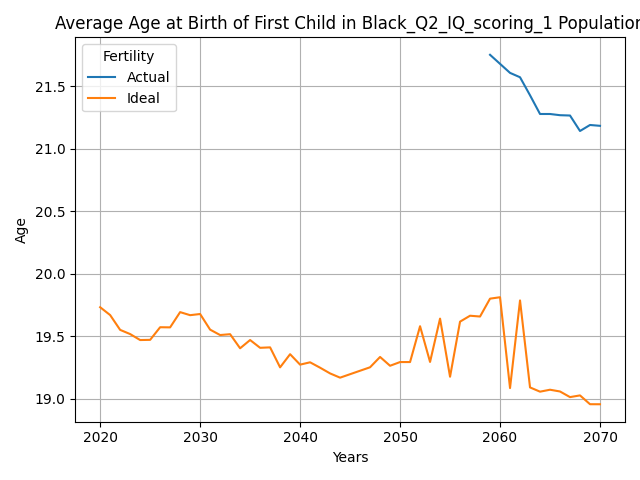 Average Age at Birth of First Child in Black_Q2_IQ_scoring_1 Population
Fertility
Actual
Ideal
21.5
21.0
20.5
20.0
19.5
19.0
Age
2020
2030
2040
2050
2060
2070
Years